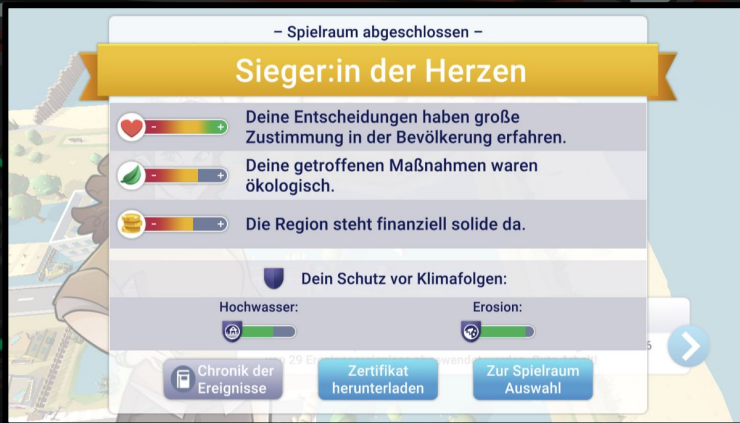 – Spielraum abgeschlossen –
Sieger:in der Herzen
- +
Deine Entscheidungen haben große
Zustimmung in der Bevölkerung erfahren.
- +
Deine getroffenen Maßnahmen waren
ökologisch.
- +
Die Region steht finanziell solide da.
Dein Schutz vor Klimafolgen:
Hochwasser:
Erosion:
6
29
Chronik der
Ereignisse
Zertifikat
herunterladen
Zur Spielraum
Auswahl